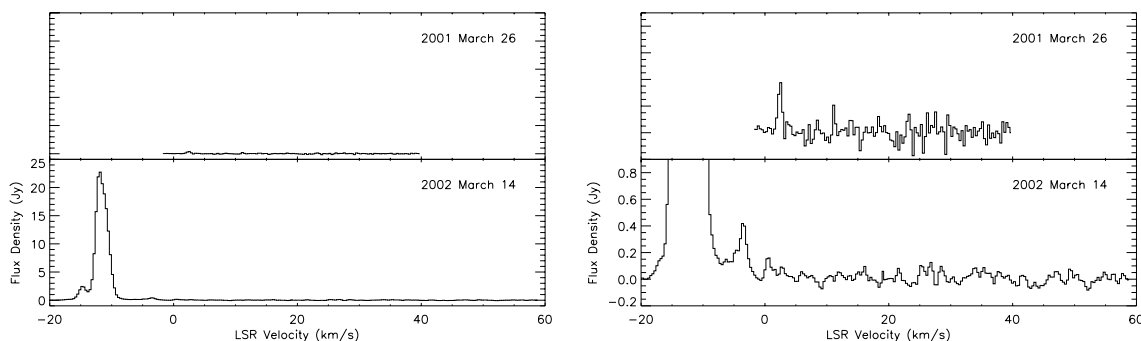 2001 March 26
25
20
15
10
5
0
Flux Density (Jy)
2002 March 14
−20 0 20 40 60
LSR Velocity (km/s)
2001 March 26
0.8
0.6
0.4
0.2
0.0
−0.2
Flux Density (Jy)
2002 March 14
−20 0 20 40 60
LSR Velocity (km/s)